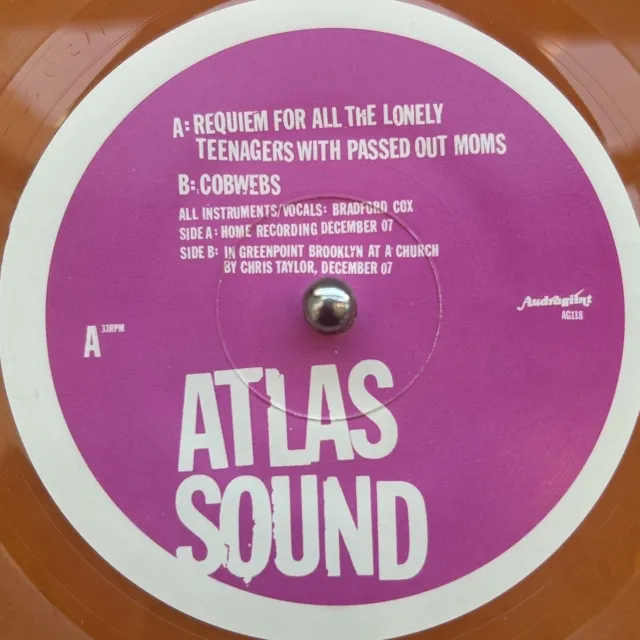 A: REQUIEM FOR ALL THE LONELY
TEENAGERS WITH PASSED OUT MOMS
B: COBWEBS
ALL INSTRUMENTS/VOCALS: BRADFORD COX
SIDE A: HOME RECORDING DECEMBER 07
SIDE B: IN GREENPOINT BROOKLYN AT A CHURCH
BY CHRIS TAYLOR, DECEMBER 07
Audraglint
AG118
A 33RPM
ATLAS
SOUND